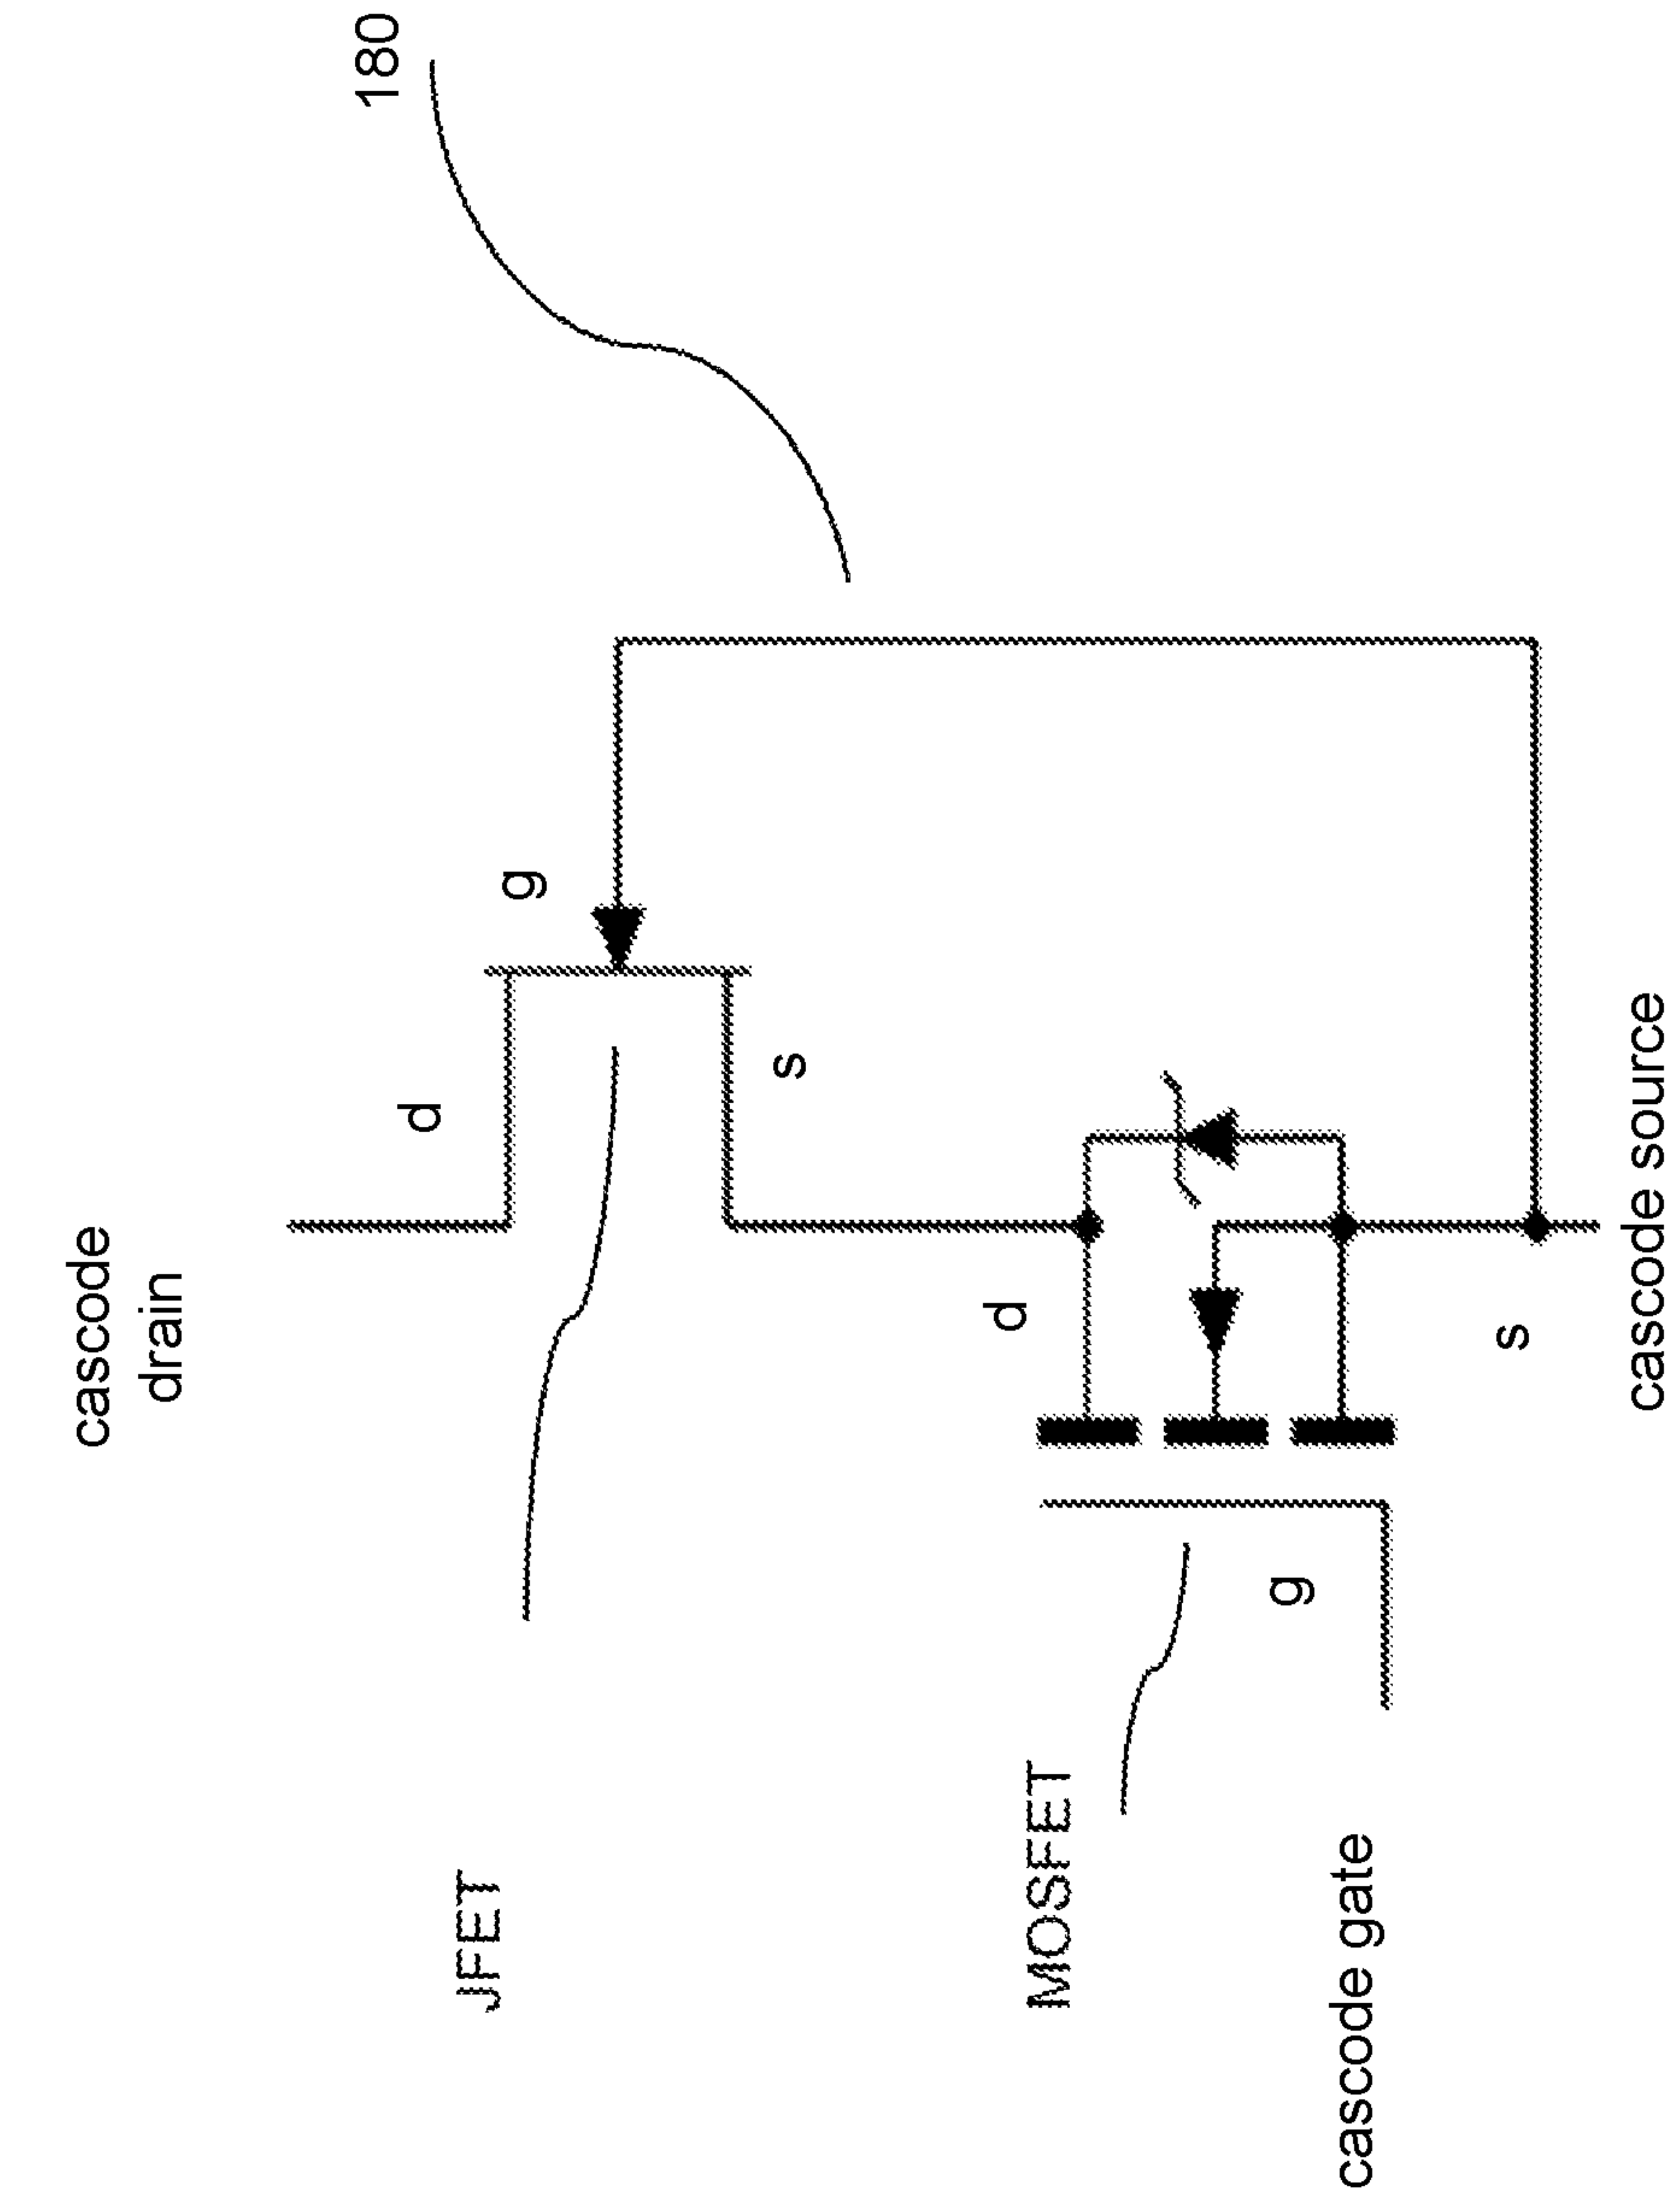 180
cascode
drain
d
g
JFET
s
d
MOSFET
g
s
cascode gate
cascode source